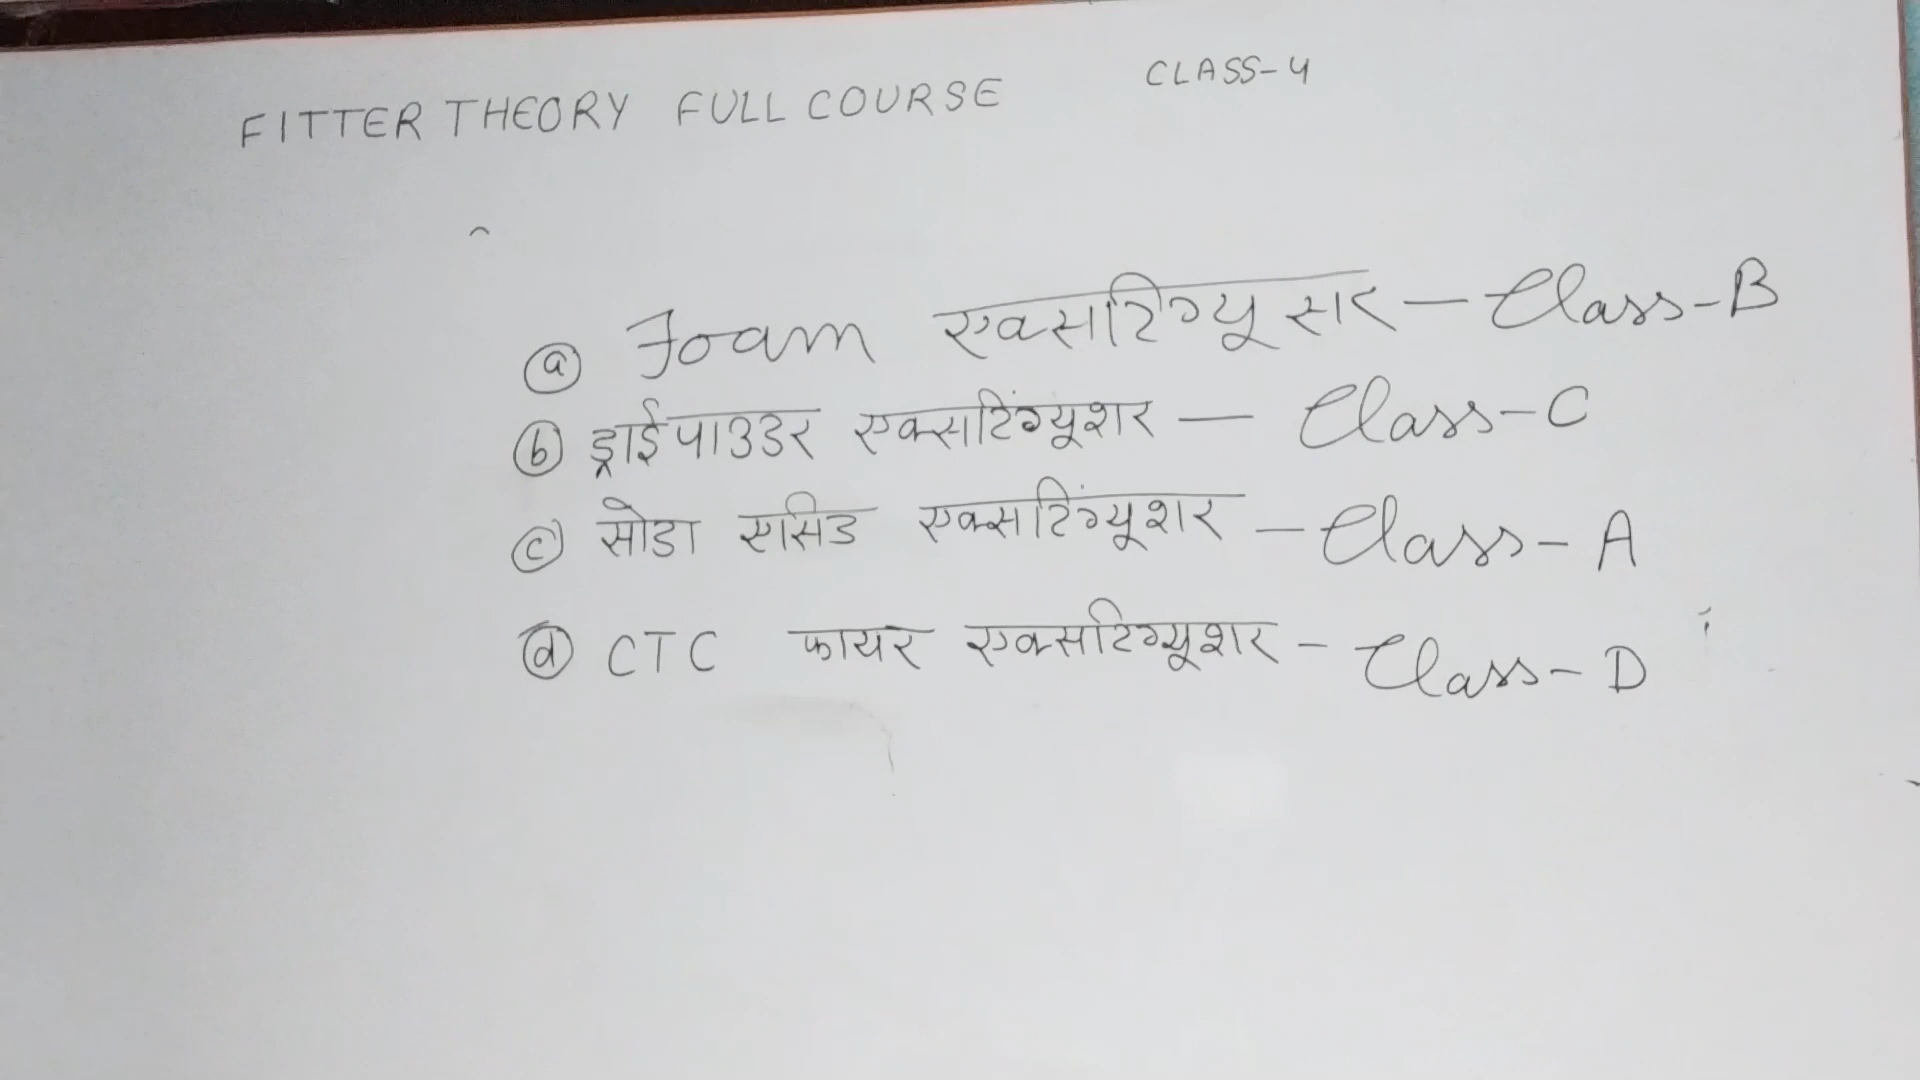 FITTER THEORY FULL COURSE CLASS-4
(a) Foam एक्सटिंग्यूसर — Class-B
(b) ड्राई पाउडर एक्सटिंग्यूशर — Class-C
(c) सोडा एसिड एक्सटिंग्यूशर — Class-A
(d) CTC फायर एक्सटिंग्यूशर - Class-D